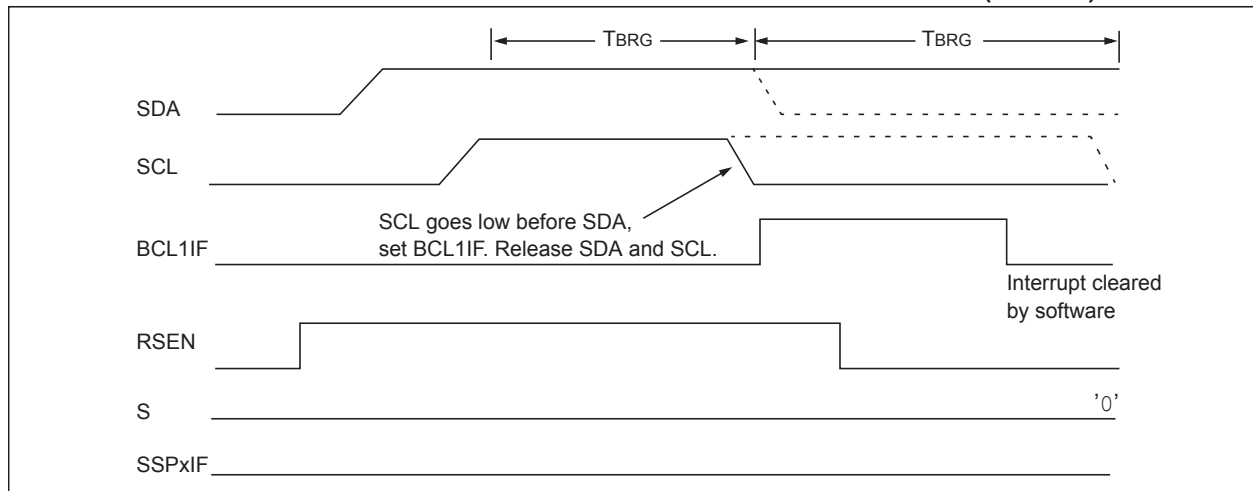 TBRG
TBRG
SDA
SCL
SCL goes low before SDA,
set BCL1IF. Release SDA and SCL.
BCL1IF
Interrupt cleared
by software
RSEN
S
'0'
SSPxIF